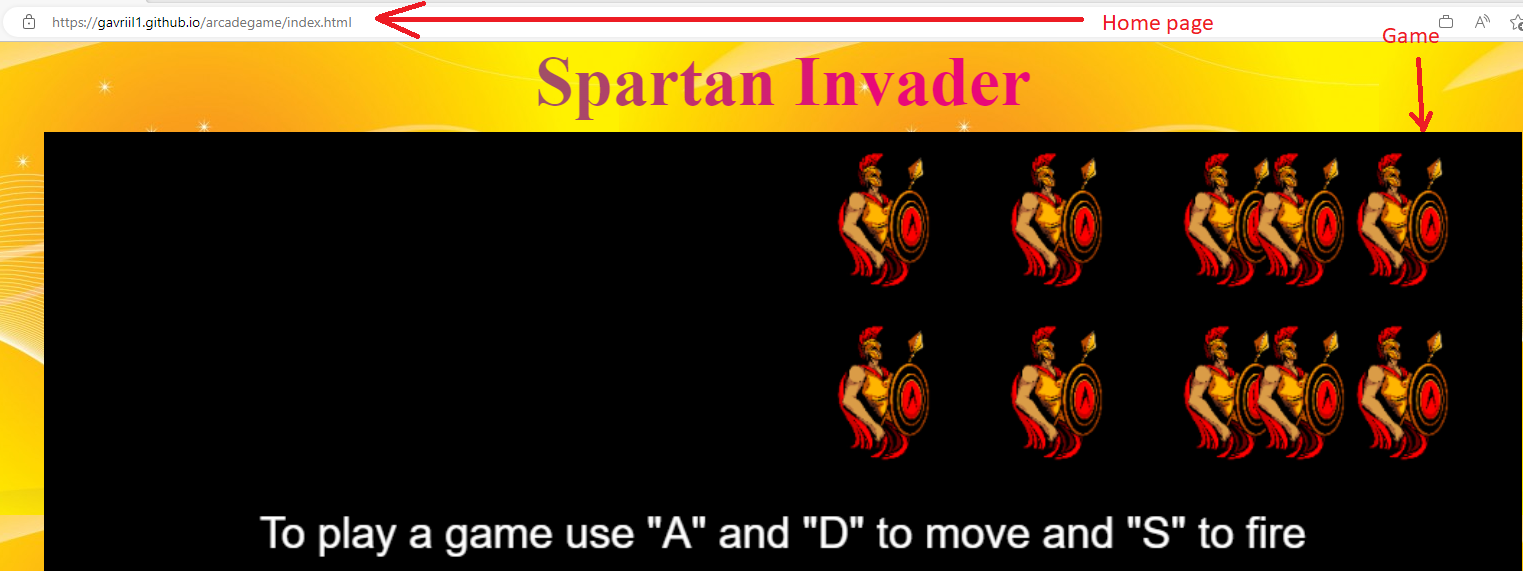 https://gavriil1.github.io/arcadegame/index.html
Home page
Game
Spartan Invader
To play a game use "A" and "D" to move and "S" to fire